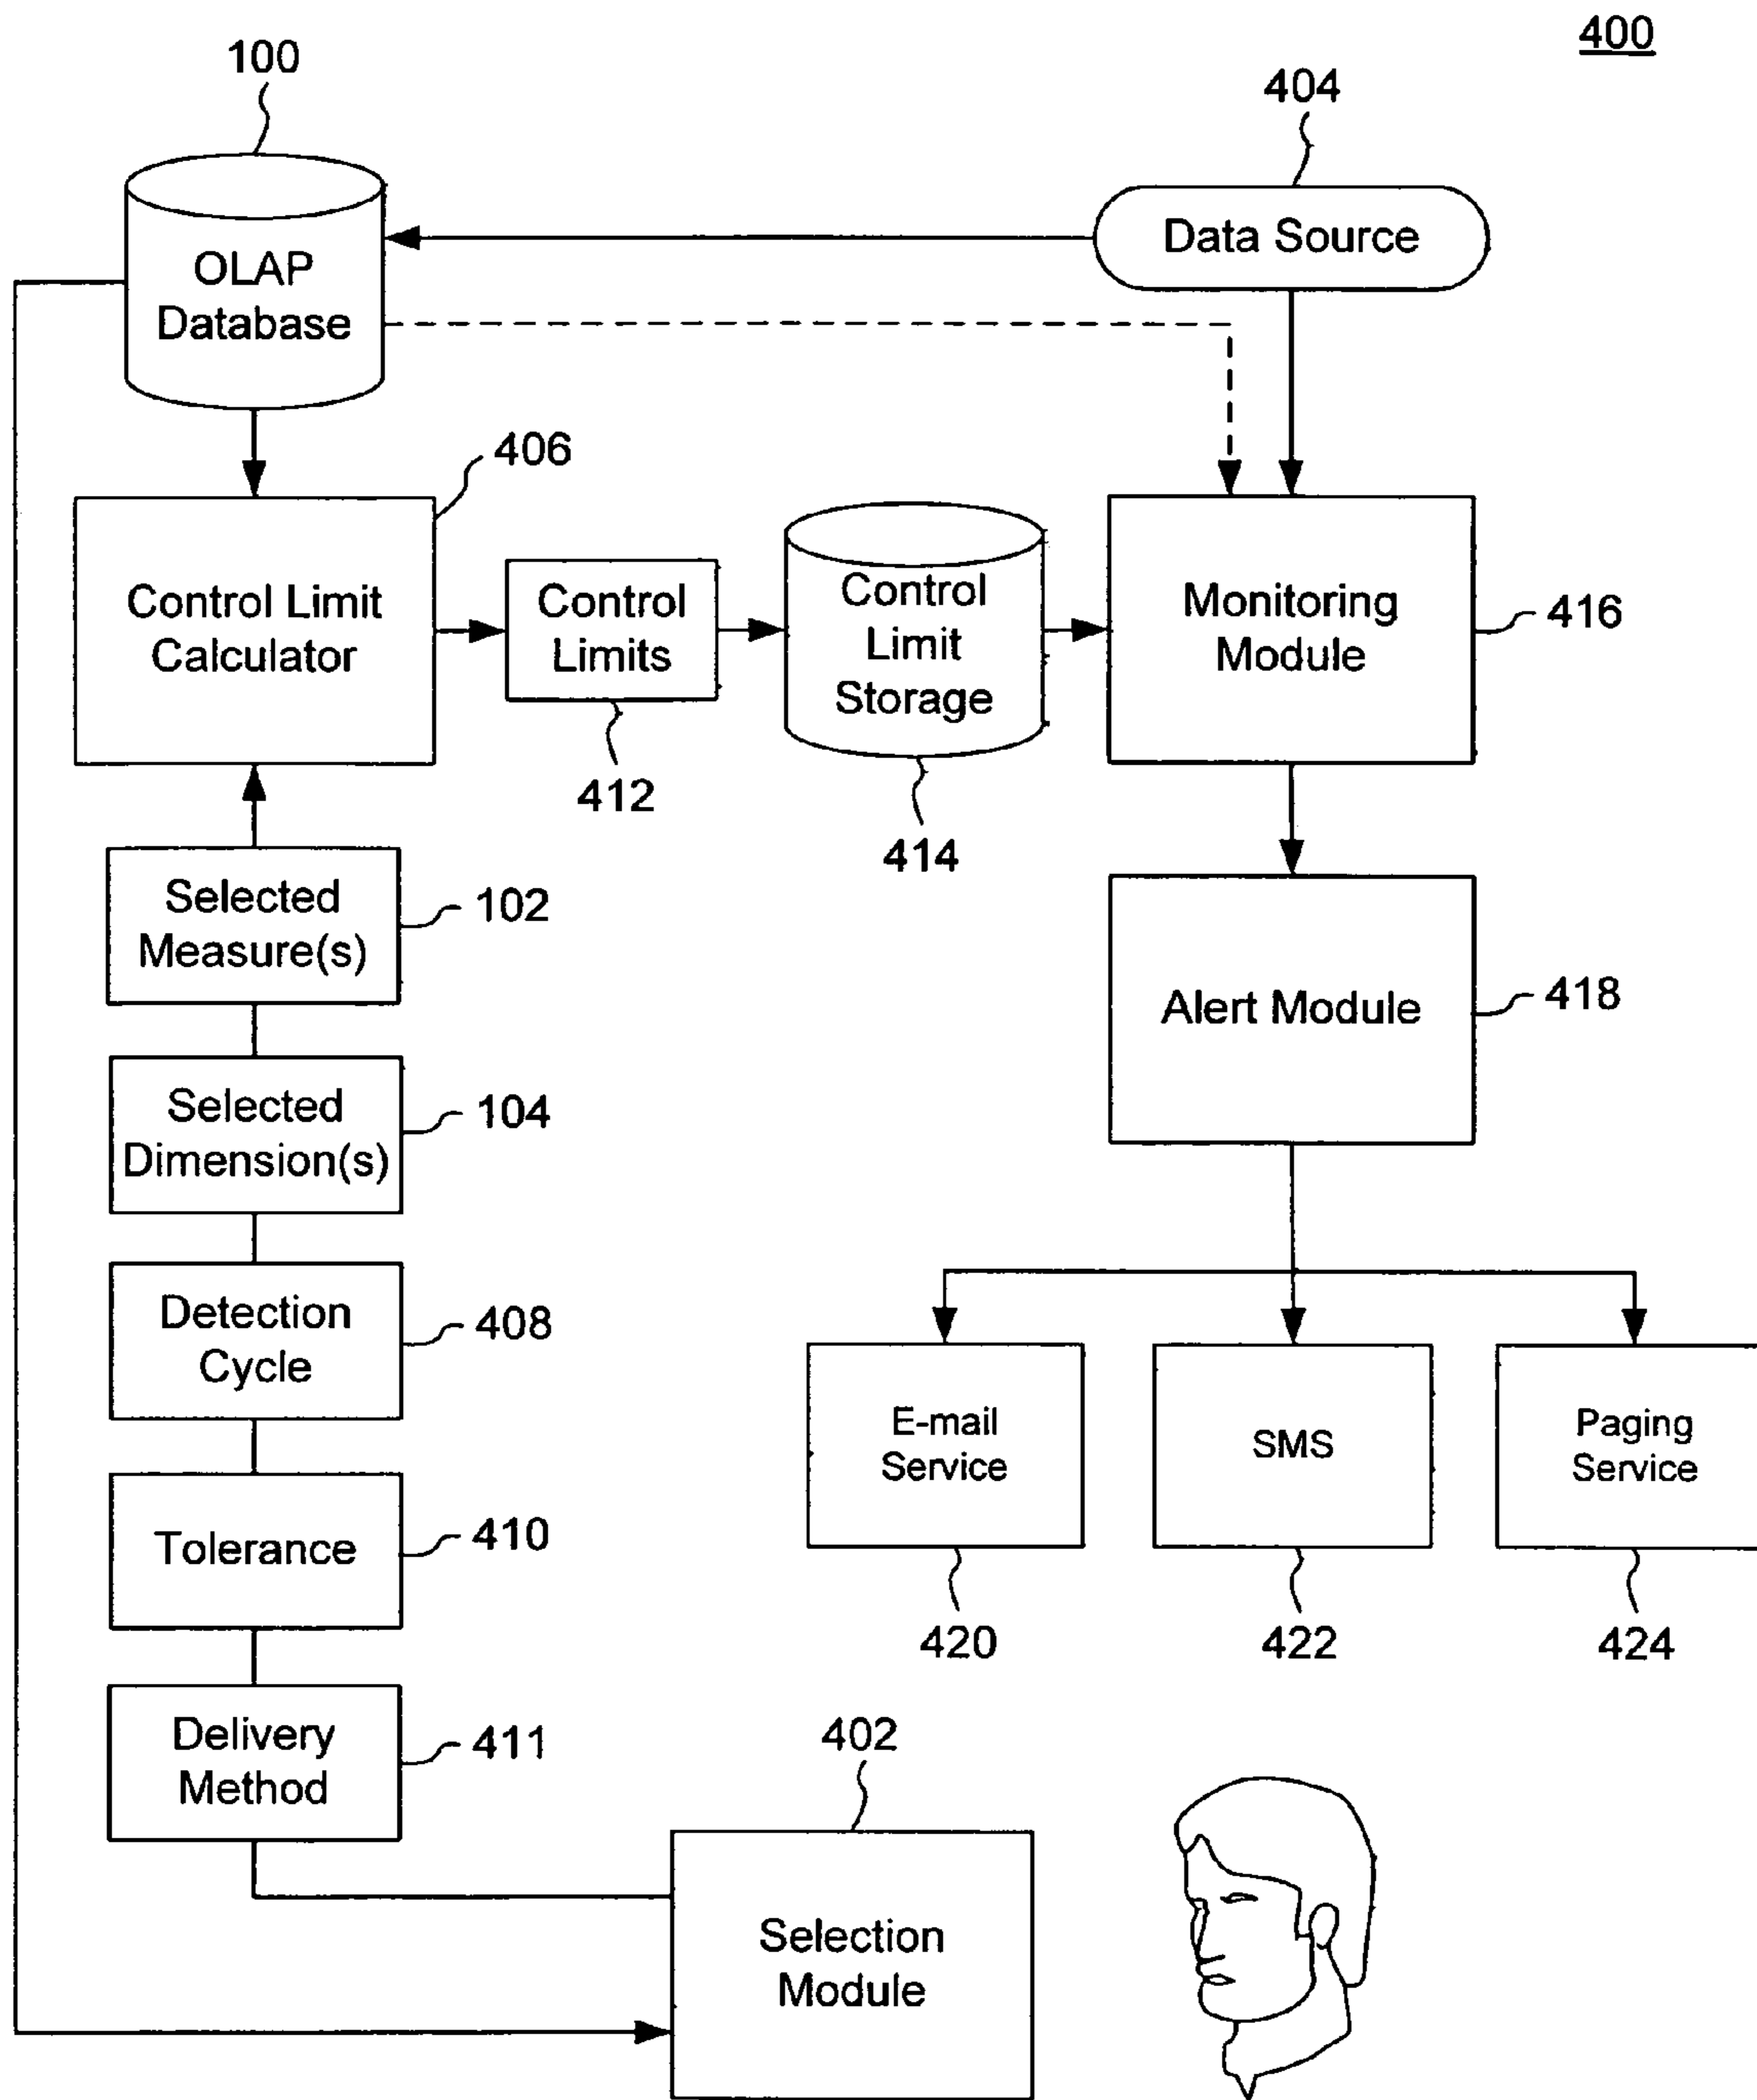 400
100
404
Data Source
OLAP
Database
406
Control Limit
Calculator
Control
Limits
412
Control
Limit
Storage
414
Monitoring
Module
416
Selected
Measure(s)
102
Alert Module
418
Selected
Dimension(s)
104
Detection
Cycle
408
E-mail
Service
SMS
Paging
Service
Tolerance
410
420
422
424
Delivery
Method
411
402
Selection
Module